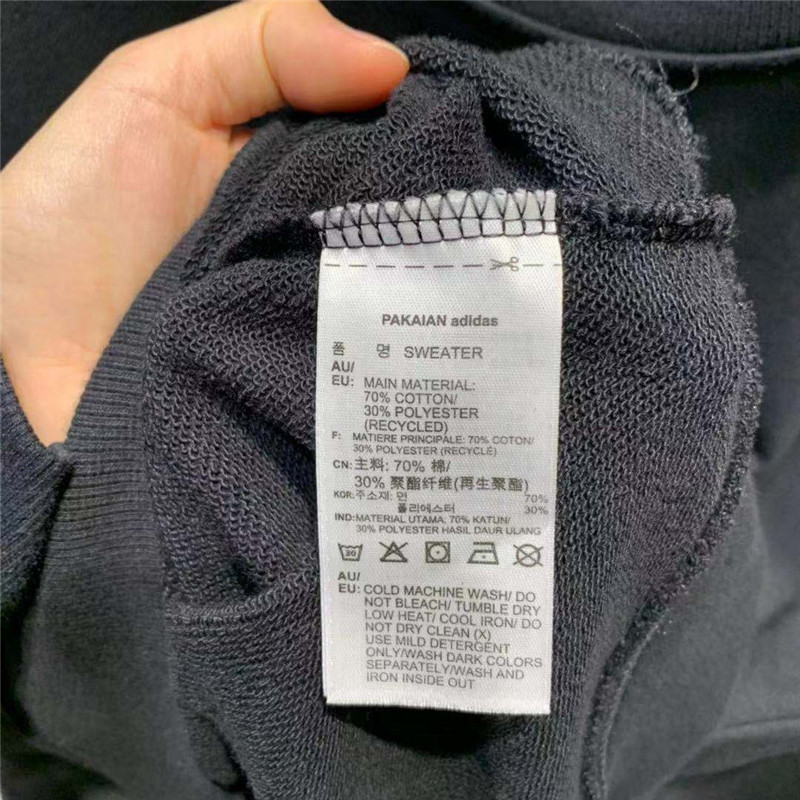 PAKAIAN adidas
품 명 SWEATER
AU/
EU: MAIN MATERIAL:
70% COTTON/
30% POLYESTER
(RECYCLED)
F: MATIERE PRINCIPALE: 70% COTON/
30% POLYESTER (RECYCLÉ)
CN: 主料: 70% 棉/
30% 聚酯纤维(再生聚酯)
KOR: 주소재: 면 70%
폴리에스터 30%
IND: MATERIAL UTAMA: 70% KATUN/
30% POLYESTER HASIL DAUR ULANG
30
AU/
EU: COLD MACHINE WASH/ DO
NOT BLEACH/ TUMBLE DRY
LOW HEAT/ COOL IRON/ DO
NOT DRY CLEAN (X)
USE MILD DETERGENT
ONLY/WASH DARK COLORS
SEPARATELY/WASH AND
IRON INSIDE OUT